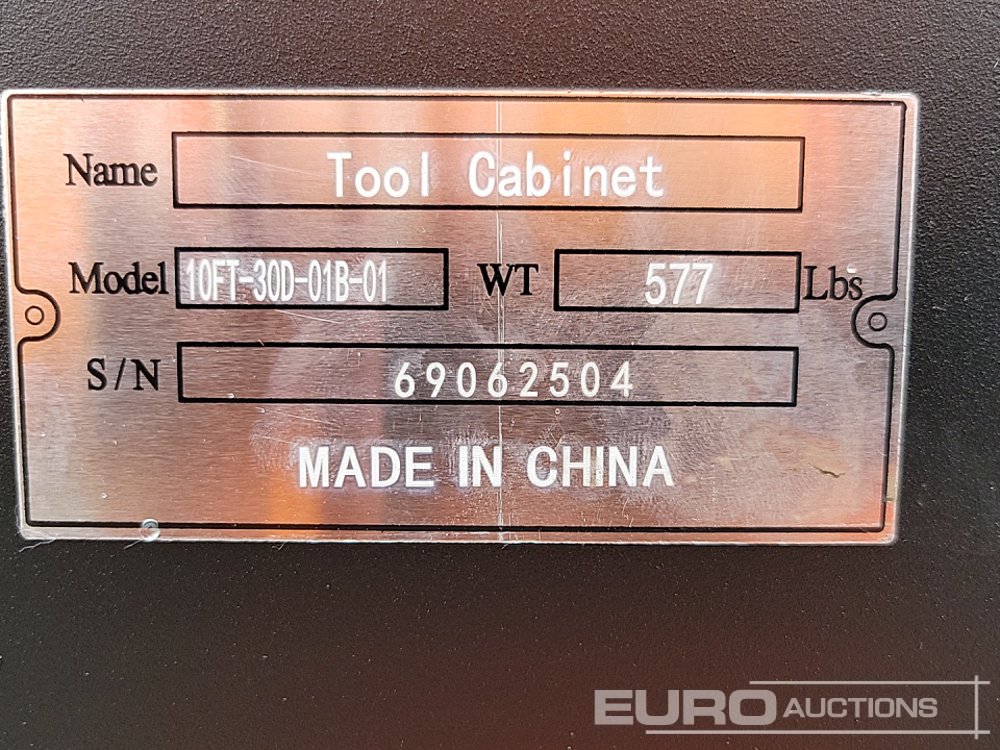 Name Tool Cabinet
Model 10FT-30D-01B-01 WT 577 Lbs
S/N 69062504
MADE IN CHINA
EURO AUCTIONS